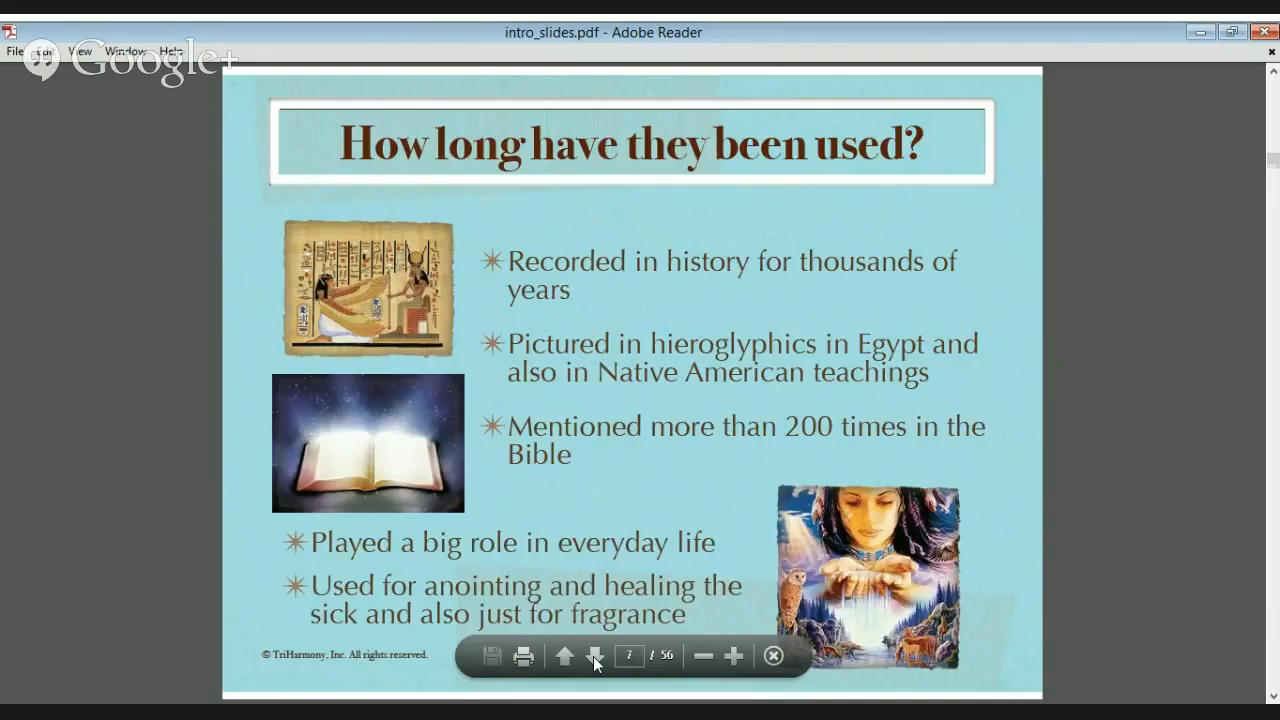 intro_slides.pdf - Adobe Reader
File Edit View Window Help
Google+
How long have they been used?
Recorded in history for thousands of
years
Pictured in hieroglyphics in Egypt and
also in Native American teachings
Mentioned more than 200 times in the
Bible
Played a big role in everyday life
Used for anointing and healing the
sick and also just for fragrance
© TriHarmony, Inc. All rights reserved.
7 / 56